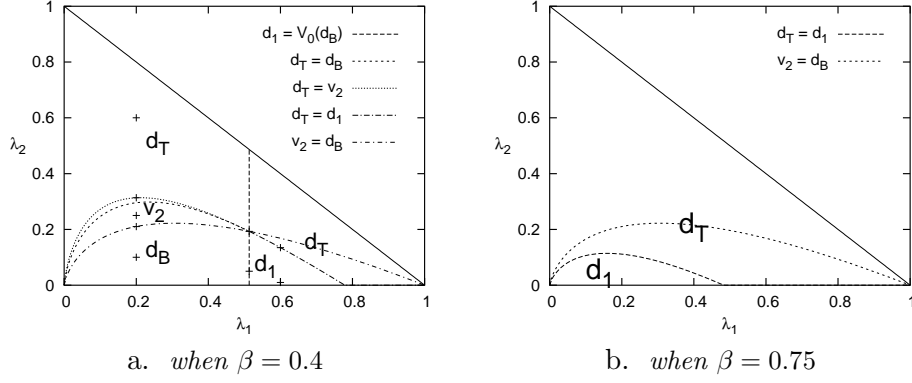 1
0.8
0.6
0.4
0.2
0
λ2
0 0.2 0.4 0.6 0.8 1
λ1
d1 = V0(dB)
dT = dB
dT = v2
dT = d1
v2 = dB
dT
v2
dB
dT
d1
a. when β = 0.4
1
0.8
0.6
0.4
0.2
0
λ2
0 0.2 0.4 0.6 0.8 1
λ1
dT = d1
v2 = dB
dT
d1
b. when β = 0.75